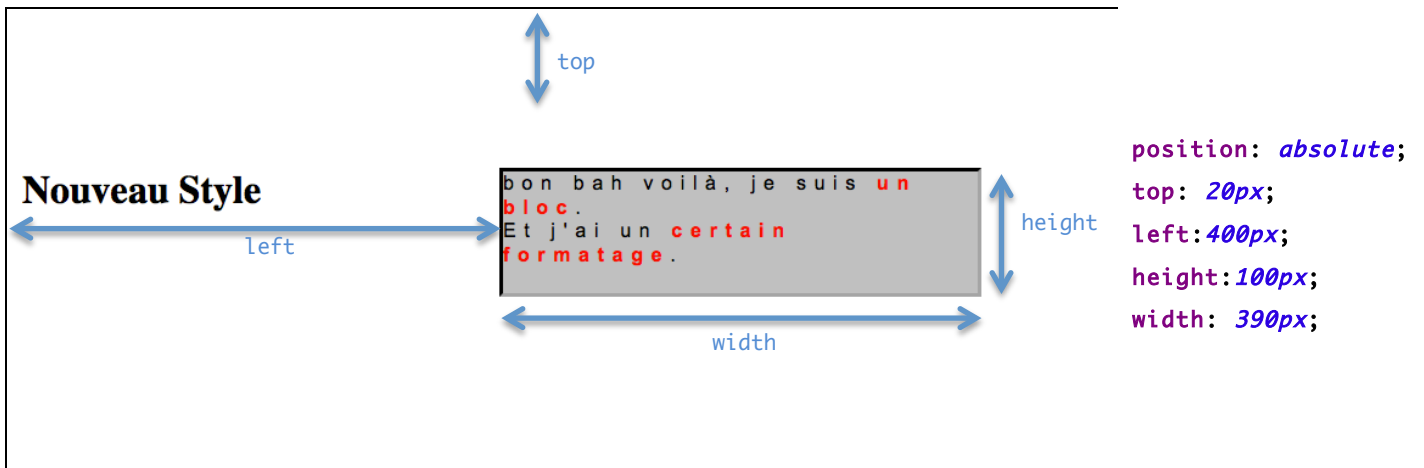 top
Nouveau Style
left
bon bah voilà, je suis un
bloc.
Et j'ai un certain
formatage.
height
width
position: absolute;
top: 20px;
left:400px;
height:100px;
width: 390px;